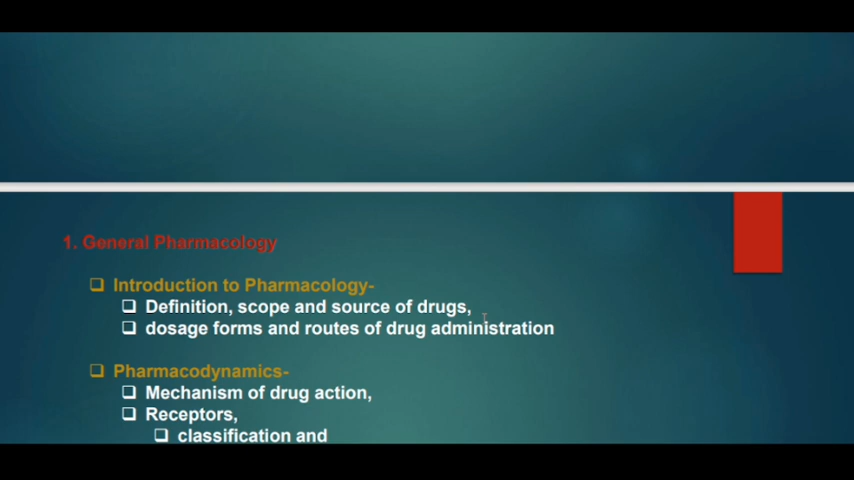 1. General Pharmacology
❑ Introduction to Pharmacology-
❑ Definition, scope and source of drugs,
❑ dosage forms and routes of drug administration
❑ Pharmacodynamics-
❑ Mechanism of drug action,
❑ Receptors,
❑ classification and